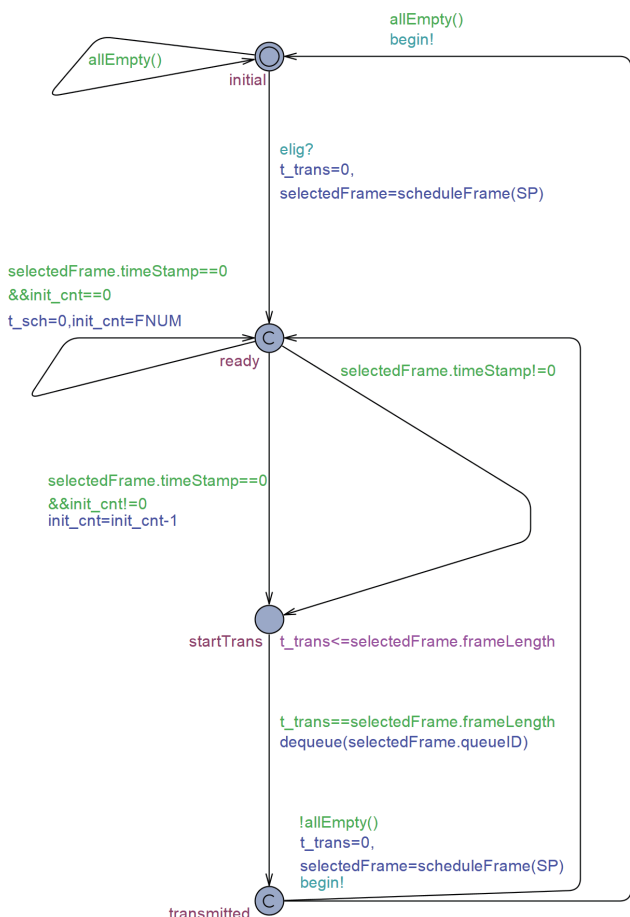 allEmpty()
begin!
allEmpty()
initial
elig?
t_trans=0,
selectedFrame=scheduleFrame(SP)
selectedFrame.timeStamp==0
&&init_cnt==0
t_sch=0,init_cnt=FNUM
C
ready
selectedFrame.timeStamp!=0
selectedFrame.timeStamp==0
&&init_cnt!=0
init_cnt=init_cnt-1
startTrans
t_trans<=selectedFrame.frameLength
t_trans==selectedFrame.frameLength
dequeue(selectedFrame.queueID)
!allEmpty()
t_trans=0,
selectedFrame=scheduleFrame(SP)
begin!
C
transmitted